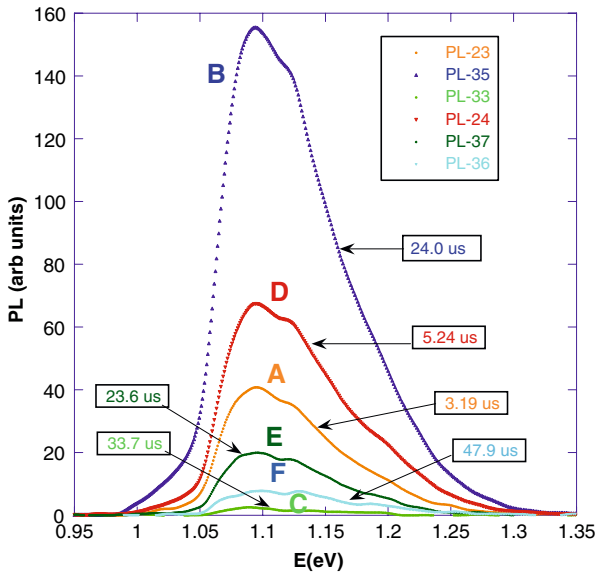 160
140
120
100
80
60
40
20
0
PL (arb units)
0.95
1
1.05
1.1
1.15
1.2
1.25
1.3
1.35
E(eV)
PL-23
PL-35
PL-33
PL-24
PL-37
PL-36
B
24.0 us
D
5.24 us
A
23.6 us
3.19 us
E
33.7 us
47.9 us
F
C